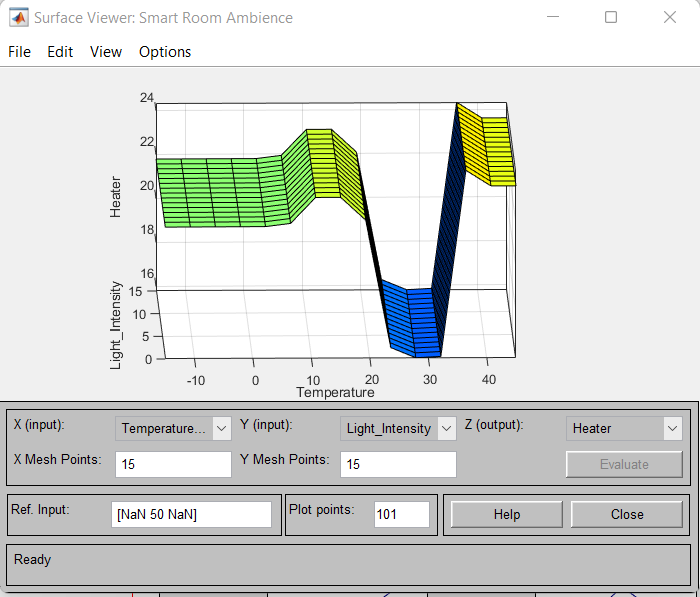 Surface Viewer: Smart Room Ambience
File Edit View Options
24
22
20
18
16
Heater
15
10
5
0
Light_Intensity
-10 0 10 20 30 40
Temperature
X (input): Temperature... Y (input): Light_Intensity Z (output): Heater
X Mesh Points: 15 Y Mesh Points: 15 Evaluate
Ref. Input: [NaN 50 NaN] Plot points: 101 Help Close
Ready